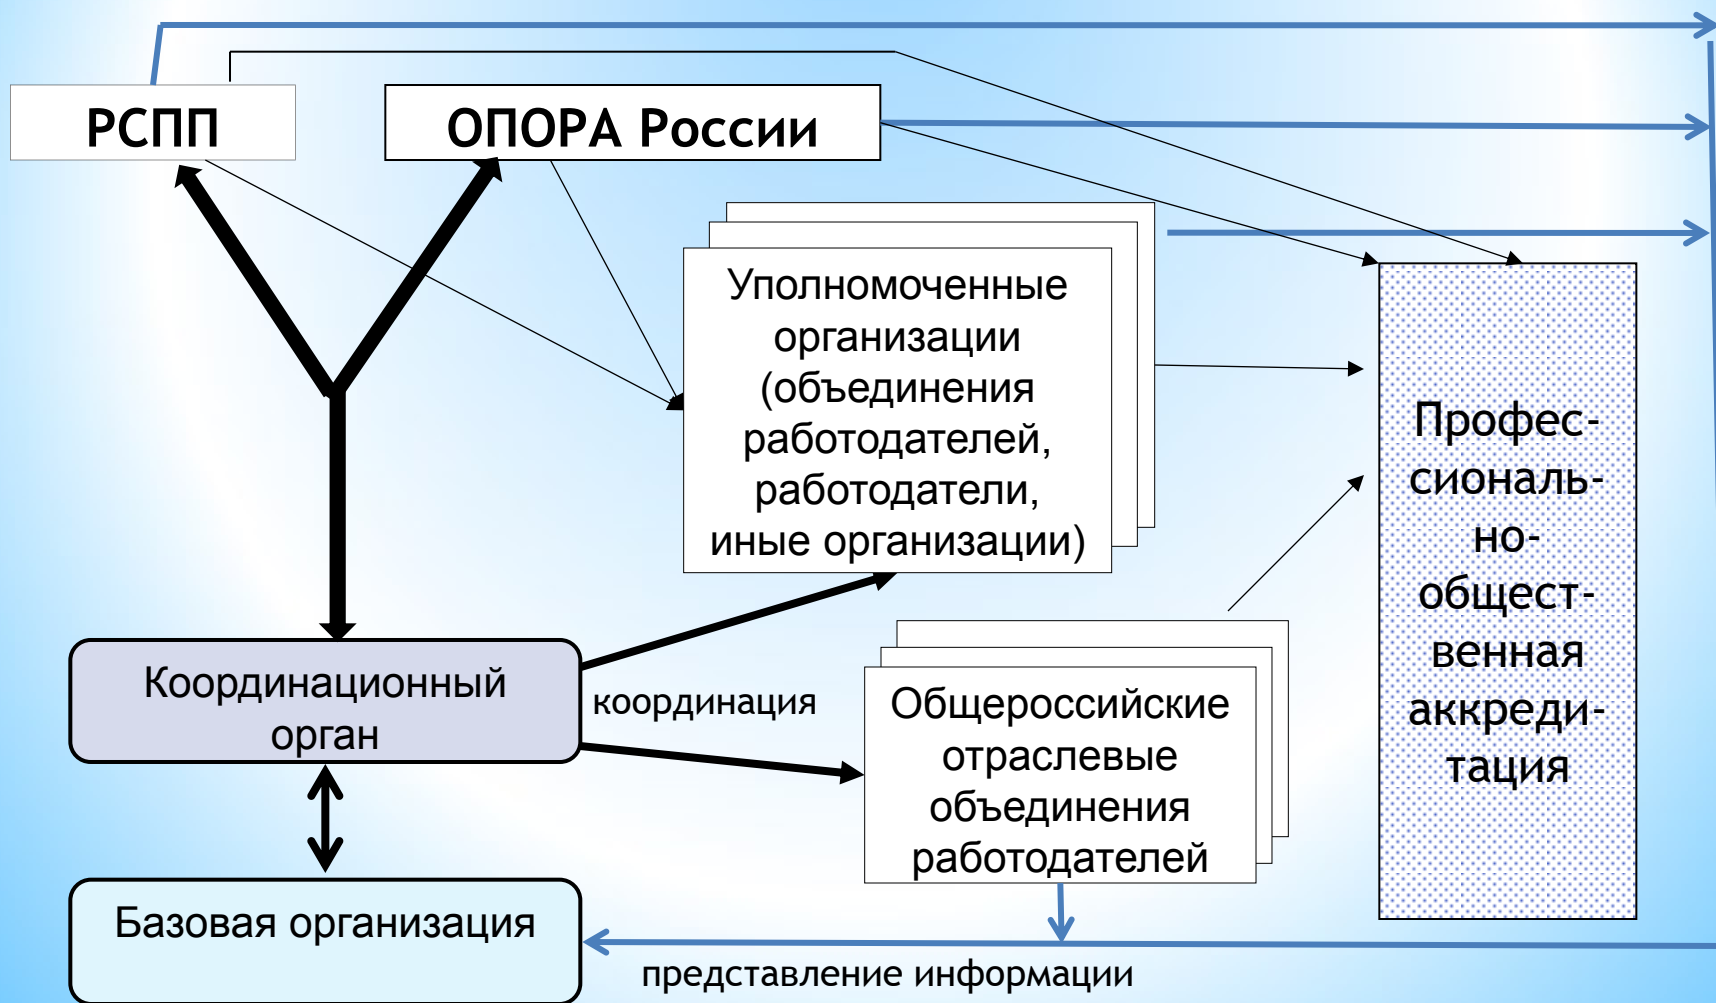 РСПП
ОПОРА России
Уполномоченные
организации
(объединения
работодателей,
работодатели,
иные организации)
Профес-
сиональ-
но-
общест-
венная
аккреди-
тация
Координационный
орган
координация
Общероссийские
отраслевые
объединения
работодателей
Базовая организация
представление информации